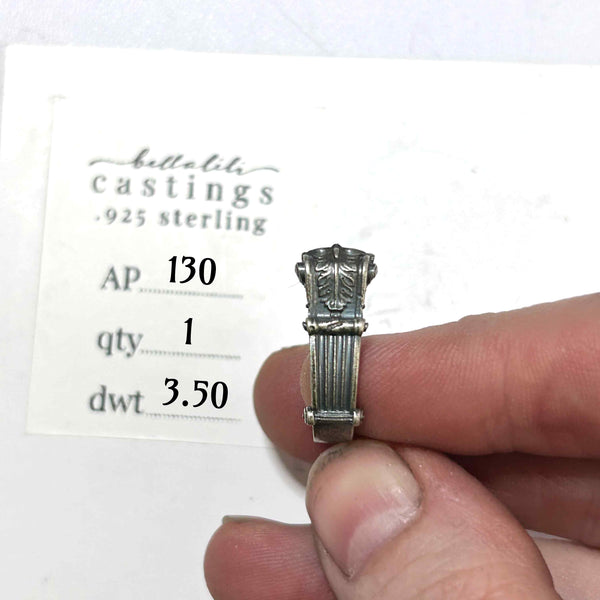 bellalili
castings
.925 sterling
AP 130
qty 1
dwt 3.50